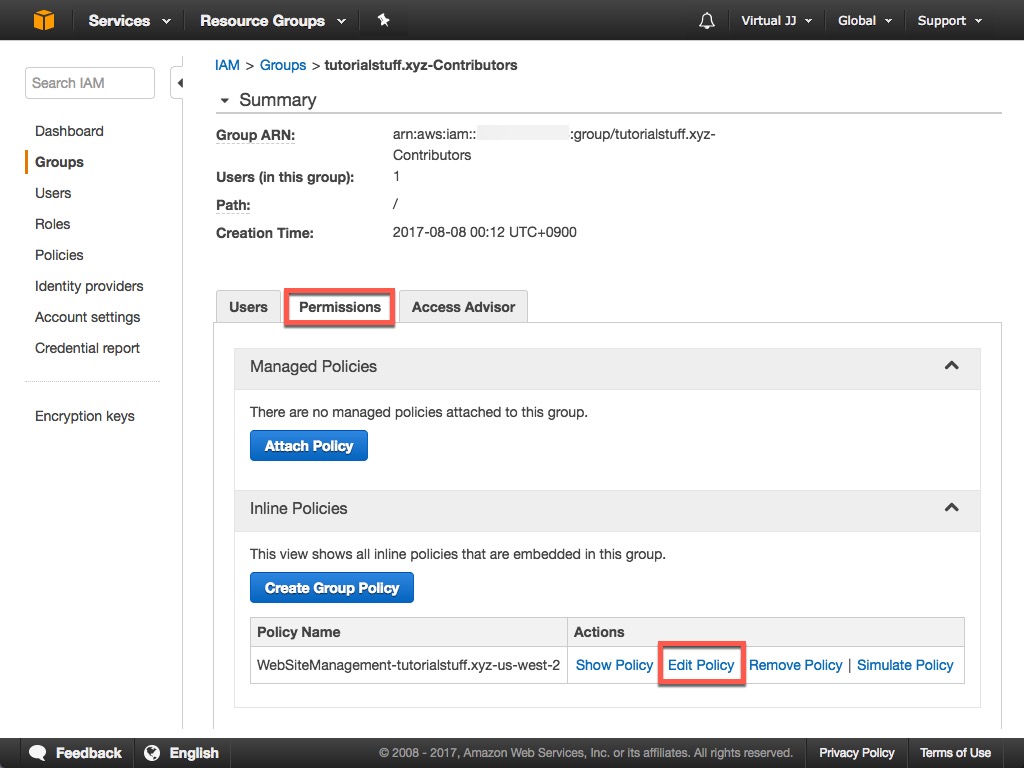 Services Resource Groups Virtual JJ Global Support
Search IAM
Dashboard
Groups
Users
Roles
Policies
Identity providers
Account settings
Credential report
Encryption keys
IAM > Groups > tutorialstuff.xyz-Contributors
Summary
Group ARN: arn:aws:iam:: :group/tutorialstuff.xyz-
Contributors
Users (in this group): 1
Path: /
Creation Time: 2017-08-08 00:12 UTC+0900
Users Permissions Access Advisor
Managed Policies
There are no managed policies attached to this group.
Attach Policy
Inline Policies
This view shows all inline policies that are embedded in this group.
Create Group Policy
Policy Name Actions
WebSiteManagement-tutorialstuff.xyz-us-west-2 Show Policy Edit Policy Remove Policy | Simulate Policy
Feedback English © 2008 - 2017, Amazon Web Services, Inc. or its affiliates. All rights reserved. Privacy Policy Terms of Use